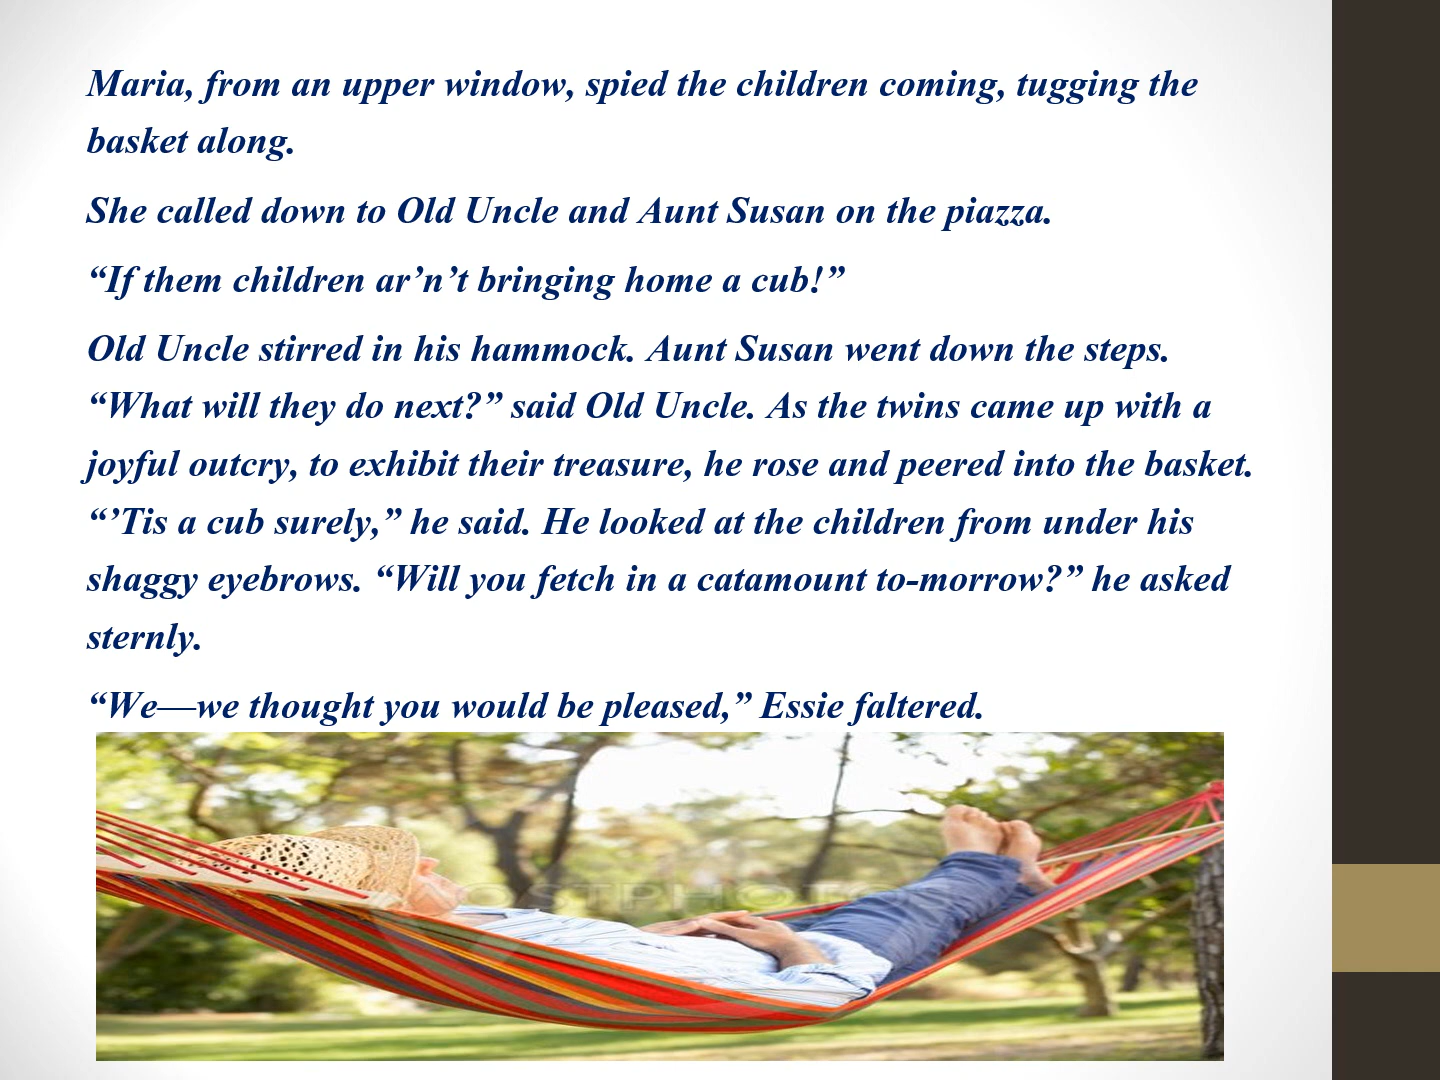 Maria, from an upper window, spied the children coming, tugging the
basket along.
She called down to Old Uncle and Aunt Susan on the piazza.
“If them children ar’n’t bringing home a cub!”
Old Uncle stirred in his hammock. Aunt Susan went down the steps.
“What will they do next?” said Old Uncle. As the twins came up with a
joyful outcry, to exhibit their treasure, he rose and peered into the basket.
“’Tis a cub surely,” he said. He looked at the children from under his
shaggy eyebrows. “Will you fetch in a catamount to-morrow?” he asked
sternly.
“We—we thought you would be pleased,” Essie faltered.